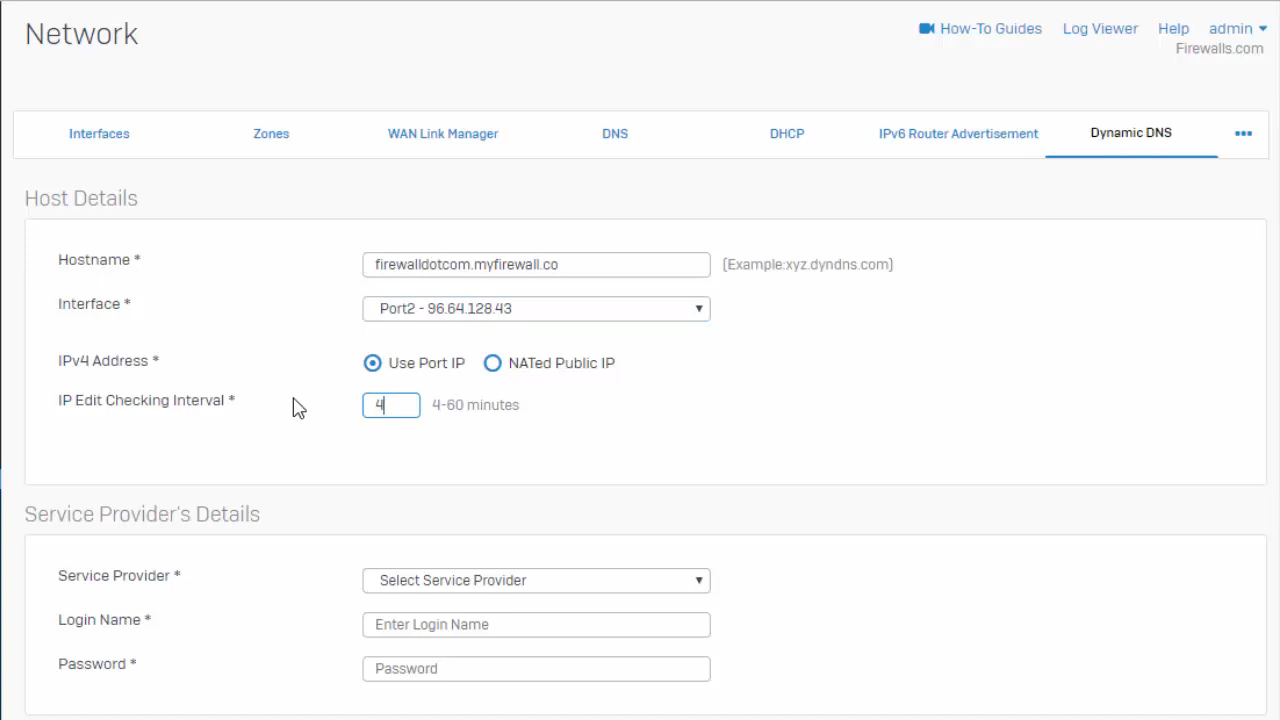 Network
How-To Guides Log Viewer Help admin
Firewalls.com
Interfaces Zones WAN Link Manager DNS DHCP IPv6 Router Advertisement Dynamic DNS •••
Host Details
Hostname * firewalldotcom.myfirewall.co (Example:xyz.dyndns.com)
Interface * Port2 - 96.64.128.43
IPv4 Address * Use Port IP NATed Public IP
IP Edit Checking Interval * 4 4-60 minutes
Service Provider's Details
Service Provider * Select Service Provider
Login Name * Enter Login Name
Password * Password